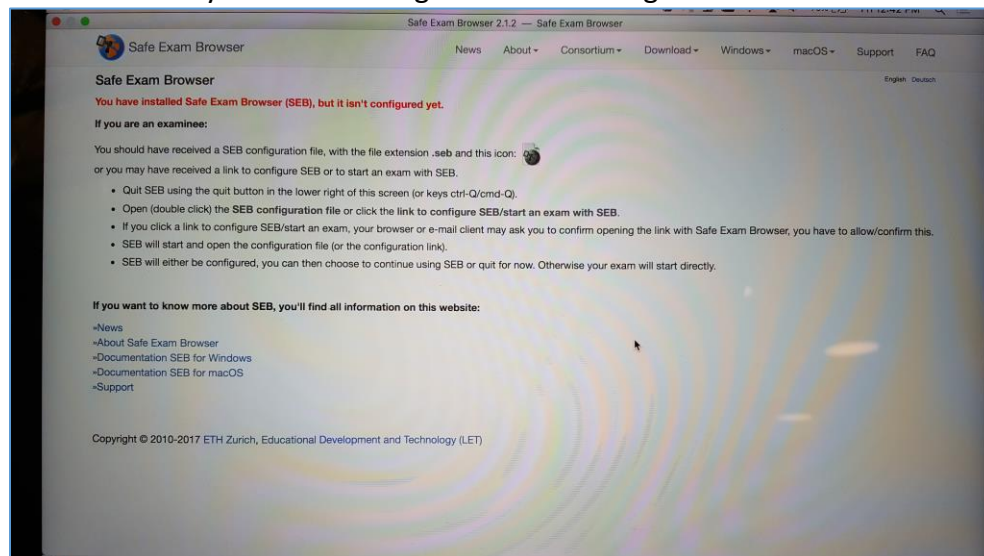 Safe Exam Browser 2.1.2 — Safe Exam Browser
Safe Exam Browser News About Consortium Download Windows macOS Support FAQ
English Deutsch
Safe Exam Browser
You have installed Safe Exam Browser (SEB), but it isn't configured yet.
If you are an examinee:
You should have received a SEB configuration file, with the file extension .seb and this icon:
or you may have received a link to configure SEB or to start an exam with SEB.
• Quit SEB using the quit button in the lower right of this screen (or keys ctrl-Q/cmd-Q).
• Open (double click) the SEB configuration file or click the link to configure SEB/start an exam with SEB.
• If you click a link to configure SEB/start an exam, your browser or e-mail client may ask you to confirm opening the link with Safe Exam Browser, you have to allow/confirm this.
• SEB will start and open the configuration file (or the configuration link).
• SEB will either be configured, you can then choose to continue using SEB or quit for now. Otherwise your exam will start directly.
If you want to know more about SEB, you'll find all information on this website:
»News
»About Safe Exam Browser
»Documentation SEB for Windows
»Documentation SEB for macOS
»Support
Copyright © 2010-2017 ETH Zurich, Educational Development and Technology (LET)